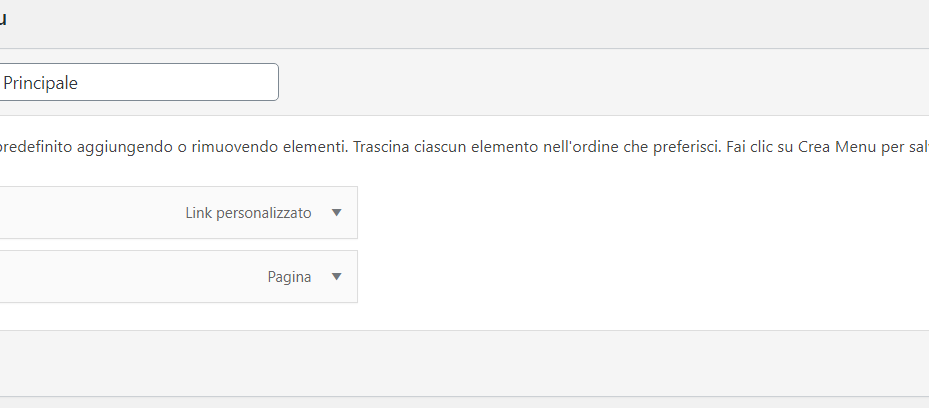 u
Principale
predefinito aggiungendo o rimuovendo elementi. Trascina ciascun elemento nell'ordine che preferisci. Fai clic su Crea Menu per sal
Link personalizzato
Pagina